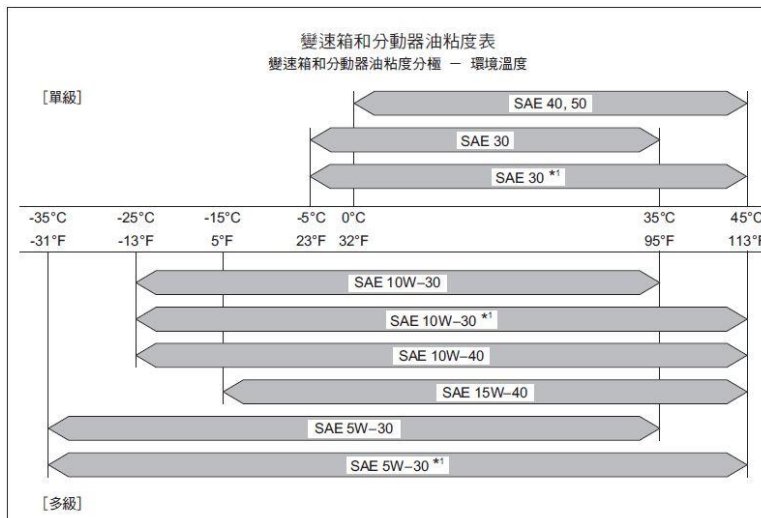 變速箱和分動器油粘度表
變速箱和分動器油粘度分極 － 環境溫度
［單級］
SAE 40, 50
SAE 30
SAE 30 *1
-35°C -25°C -15°C -5°C 0°C 35°C 45°C
-31°F -13°F 5°F 23°F 32°F 95°F 113°F
SAE 10W–30
SAE 10W–30 *1
SAE 10W–40
SAE 15W–40
SAE 5W–30
SAE 5W–30 *1
［多級］